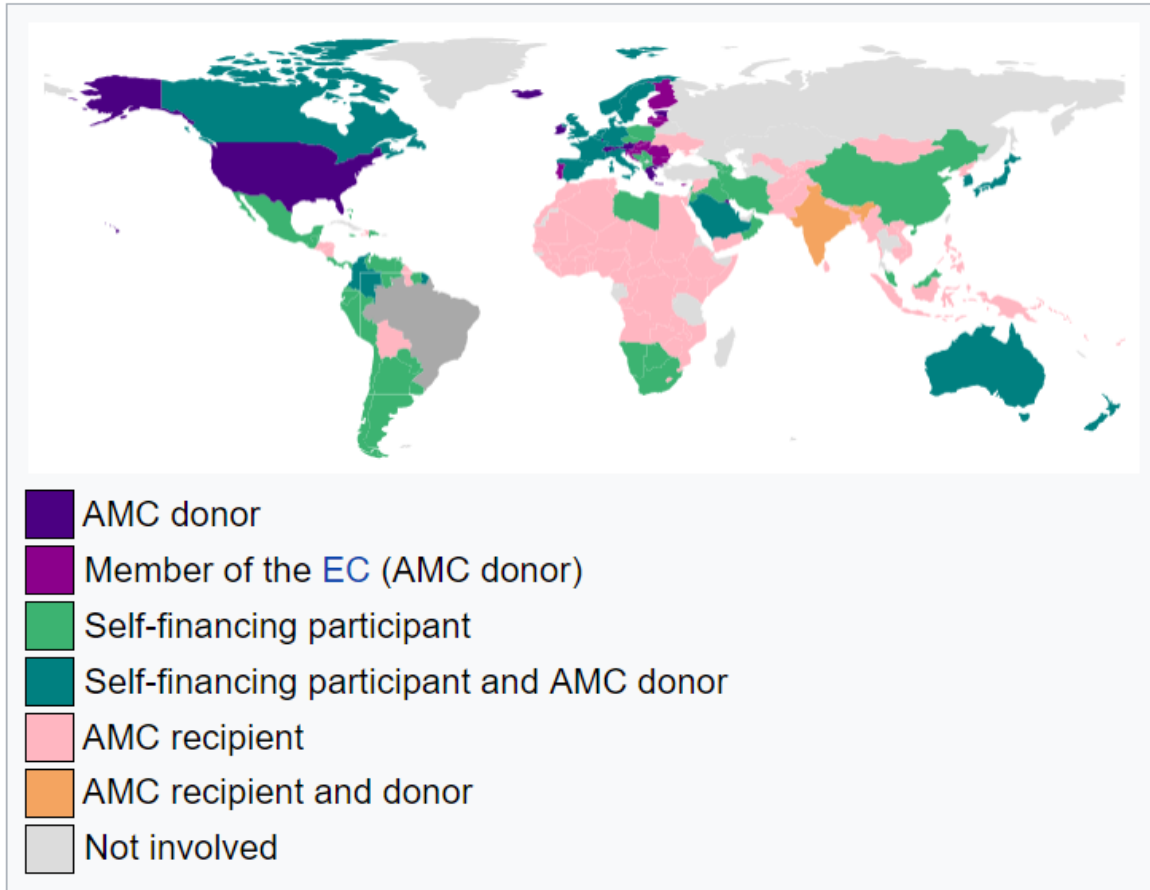 AMC donor
Member of the EC (AMC donor)
Self-financing participant
Self-financing participant and AMC donor
AMC recipient
AMC recipient and donor
Not involved